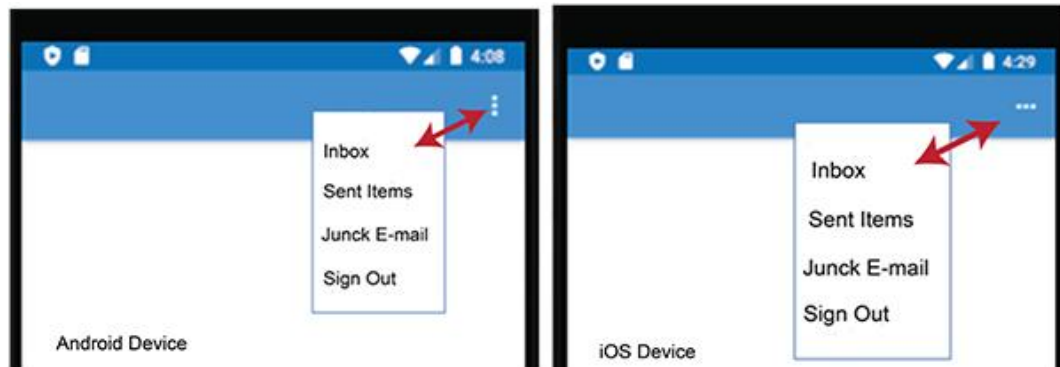 4:08
Inbox
Sent Items
Junck E-mail
Sign Out
Android Device
4:29
Inbox
Sent Items
Junck E-mail
Sign Out
iOS Device